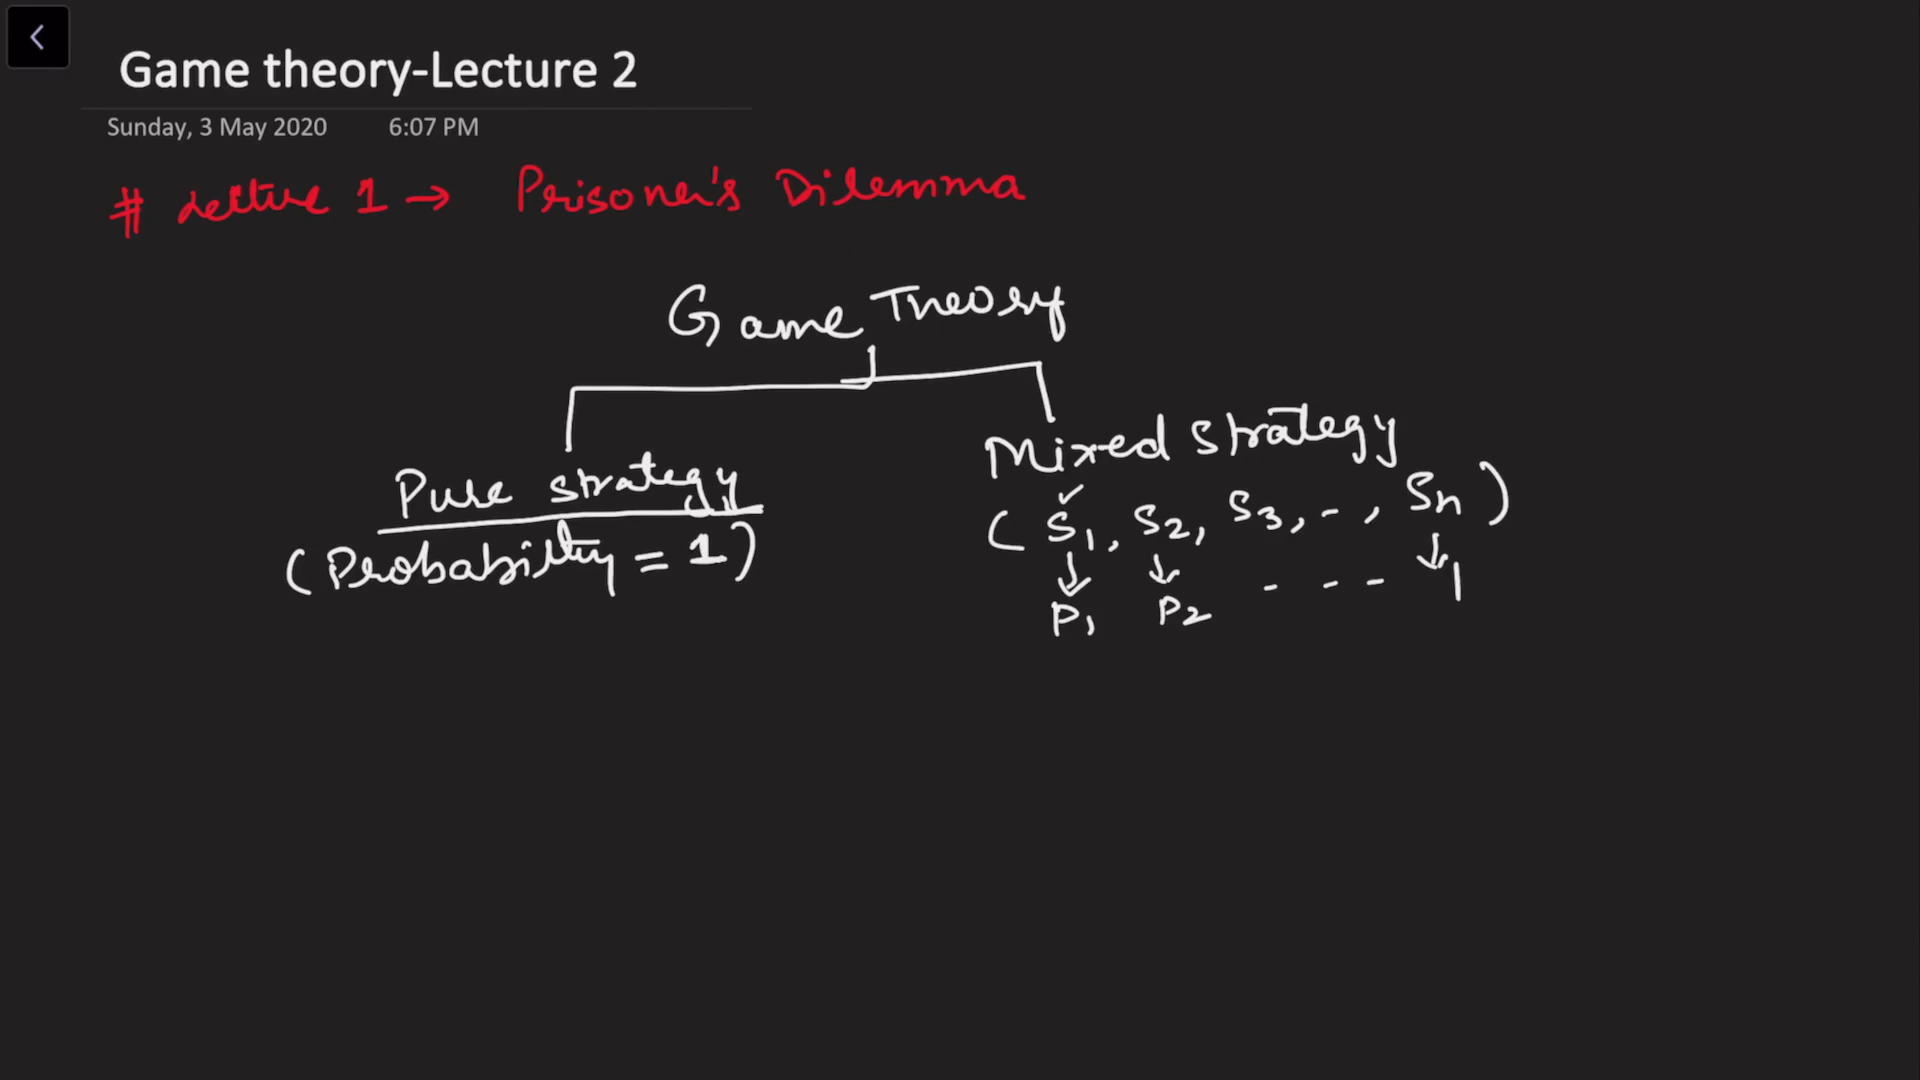 Game theory-Lecture 2
Sunday, 3 May 2020 6:07 PM
# Lecture 1 → Prisoner's Dilemma
Game Theory
Mixed strategy
Pure strategy
(S1, S2, S3, - , Sn)
(Probability = 1)
P1 P2 - - -